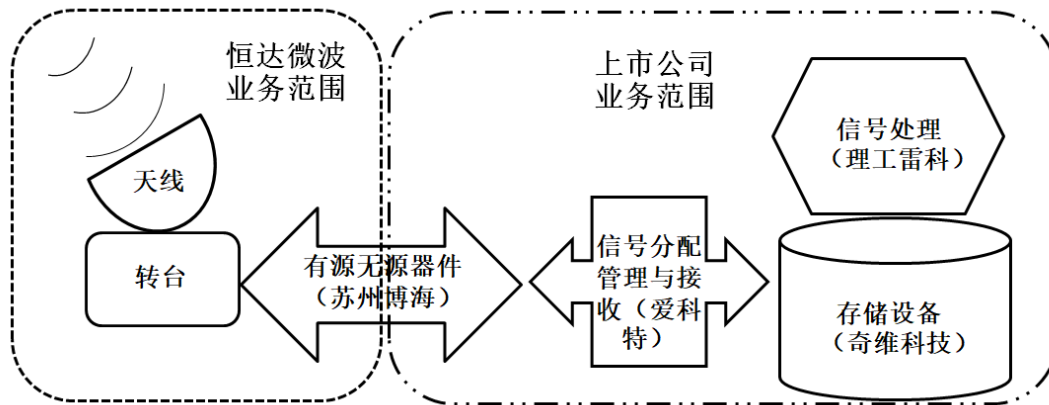 恒达微波
业务范围
天线
转台
有源无源器件
（苏州博海）
上市公司
业务范围
信号分配
管理与接
收（爱科
特）
信号处理
（理工雷科）
存储设备
（奇维科技）